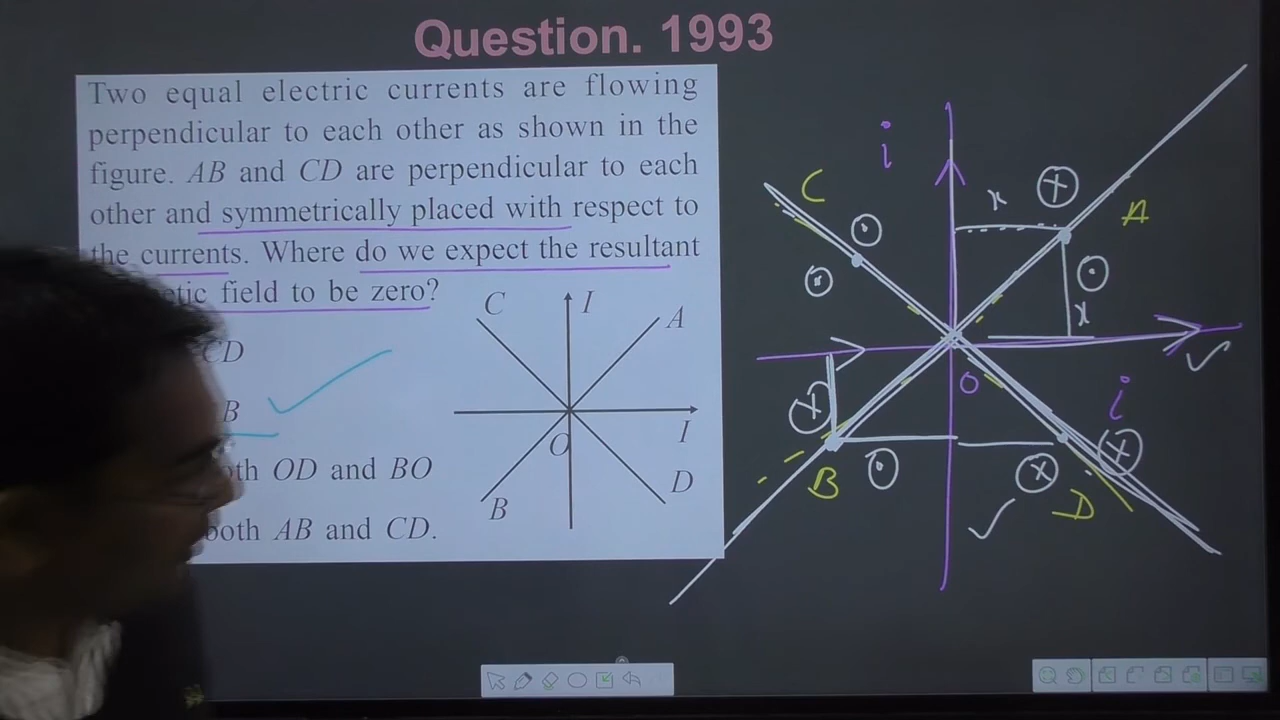 Question. 1993
Two equal electric currents are flowing
perpendicular to each other as shown in the
figure. AB and CD are perpendicular to each
other and symmetrically placed with respect to
the currents. Where do we expect the resultant
field to be zero?
CD
B
OD and BO
both AB and CD.
C
I
A
O
I
B
D
i
C
x
A
x
O
i
B
D